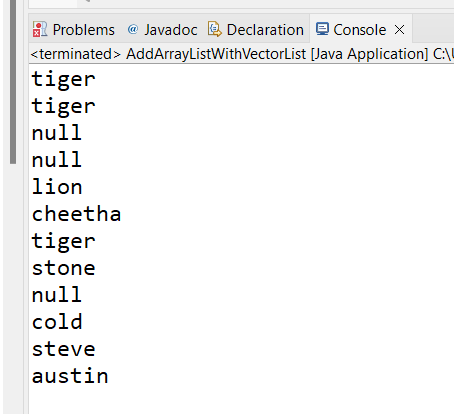 Problems @ Javadoc Declaration Console
<terminated> AddArrayListWithVectorList [Java Application] C:\
tiger
tiger
null
null
lion
cheetha
tiger
stone
null
cold
steve
austin